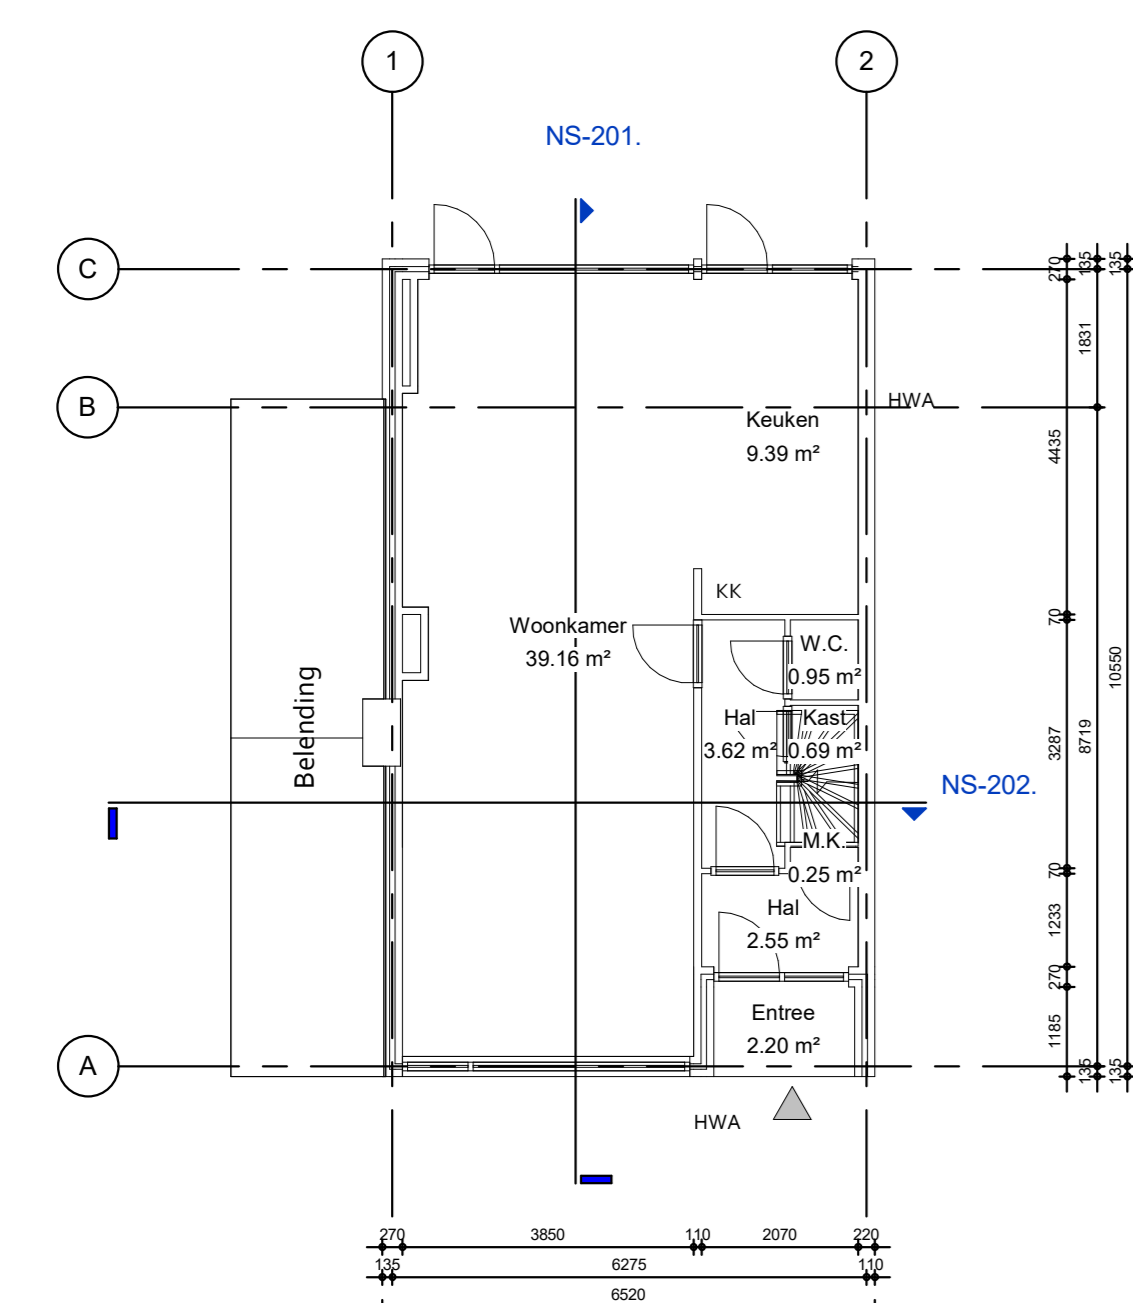 1
2
NS-201.
C
270
135
135
1831
B
HWA
Keuken
9.39 m²
4435
KK
70
Woonkamer
39.16 m²
W.C.
0.95 m²
10550
Belending
Hal
3.62 m²
Kast
0.69 m²
3287
8719
NS-202.
M.K.
0.25 m²
70
Hal
2.55 m²
1233
270
Entree
2.20 m²
1185
A
135
135
HWA
270
3850
110
2070
220
135
6275
110
6520